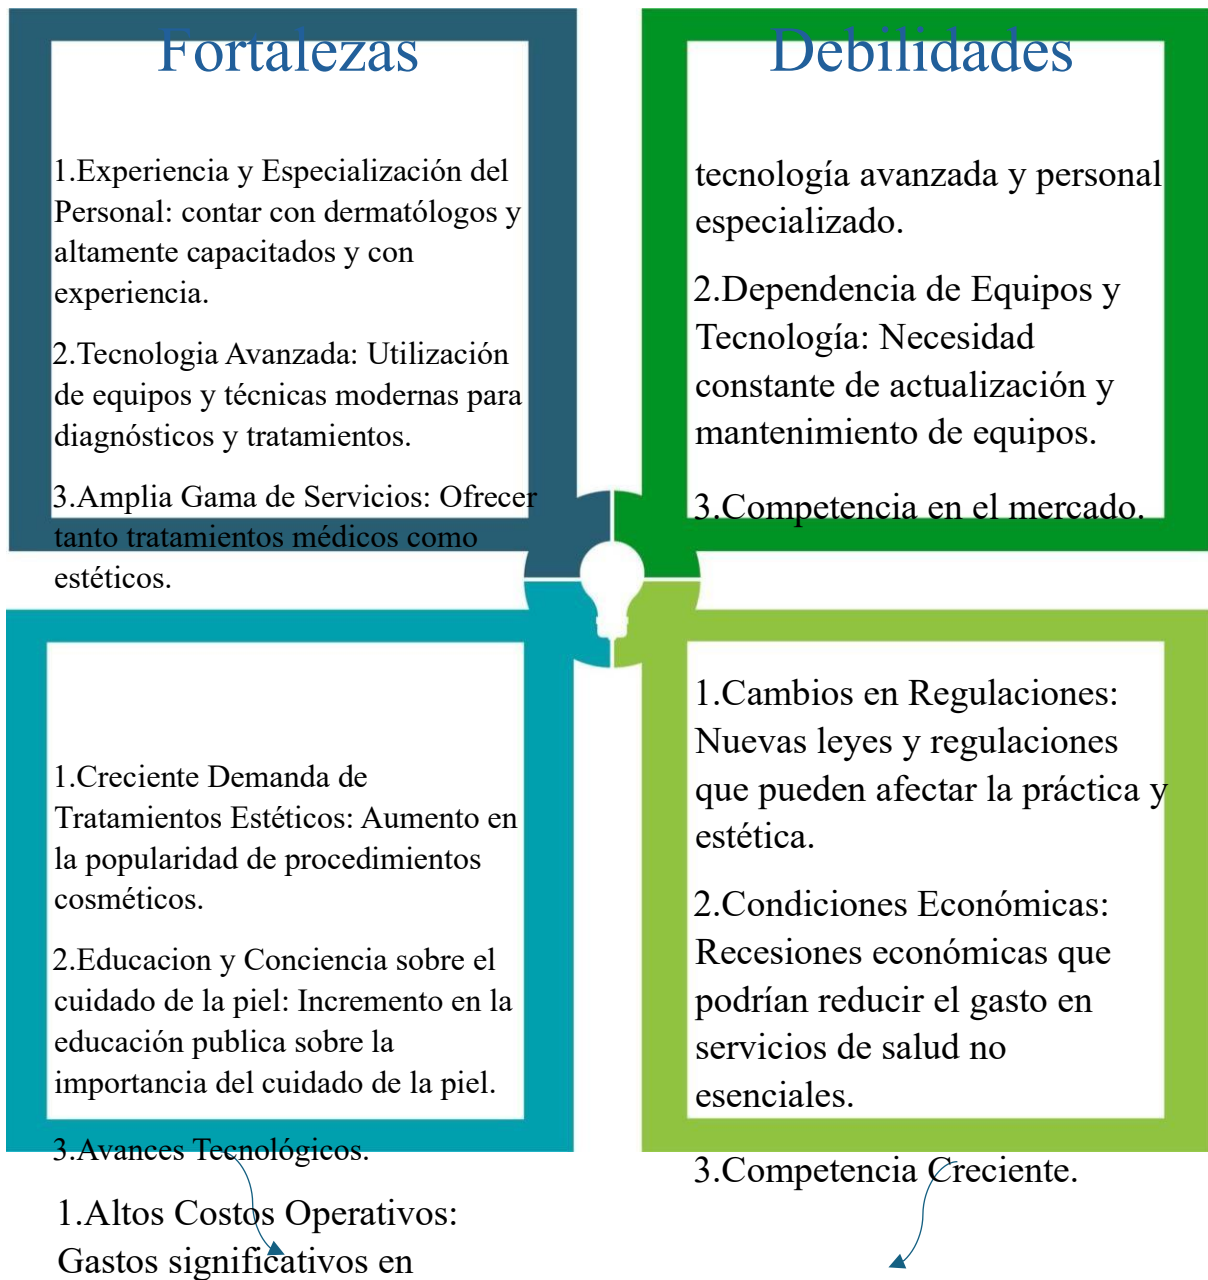 Fortalezas
1.Experiencia y Especialización del
Personal: contar con dermatólogos y
altamente capacitados y con
experiencia.
2.Tecnologia Avanzada: Utilización
de equipos y técnicas modernas para
diagnósticos y tratamientos.
3.Amplia Gama de Servicios: Ofrecer
tanto tratamientos médicos como
estéticos.
Debilidades
tecnología avanzada y personal
especializado.
2.Dependencia de Equipos y
Tecnología: Necesidad
constante de actualización y
mantenimiento de equipos.
3.Competencia en el mercado.
1.Creciente Demanda de
Tratamientos Estéticos: Aumento en
la popularidad de procedimientos
cosméticos.
2.Educacion y Conciencia sobre el
cuidado de la piel: Incremento en la
educación publica sobre la
importancia del cuidado de la piel.
3.Avances Tecnológicos.
1.Altos Costos Operativos:
Gastos significativos en
1.Cambios en Regulaciones:
Nuevas leyes y regulaciones
que pueden afectar la práctica y
estética.
2.Condiciones Económicas:
Recesiones económicas que
podrían reducir el gasto en
servicios de salud no
esenciales.
3.Competencia Creciente.